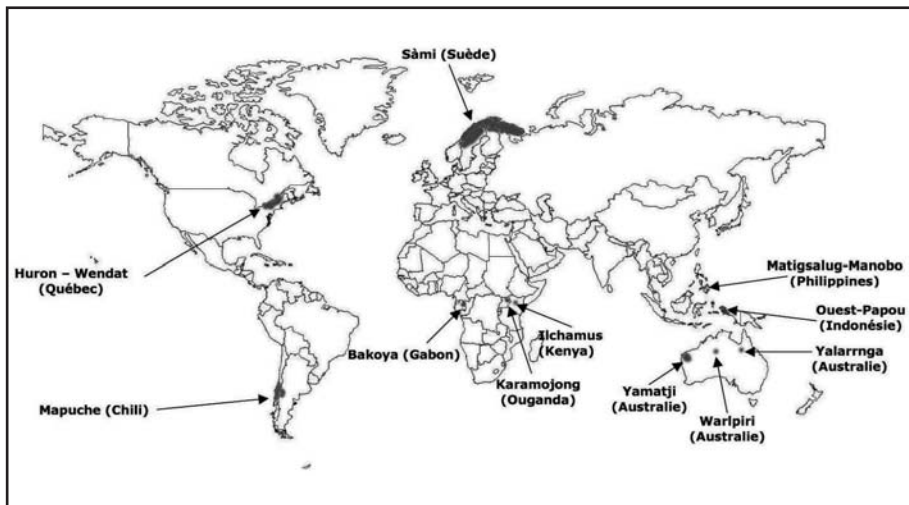 Sàmi (Suède)
Huron – Wendat
(Québec)
Matigsalug-Manobo
(Philippines)
Ouest-Papou
(Indonésie)
Ilchamus
(Kenya)
Bakoya (Gabon)
Yalarrnga
(Australie)
Karamojong
(Ouganda)
Yamatji
(Australie)
Mapuche (Chili)
Warlpiri
(Australie)